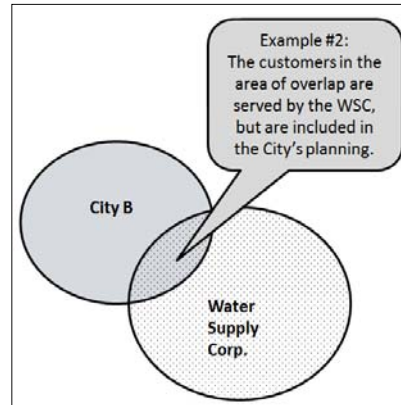 Example #2:
The customers in the
area of overlap are
served by the WSC,
but are included in
the City's planning.
City B
Water
Supply
Corp.